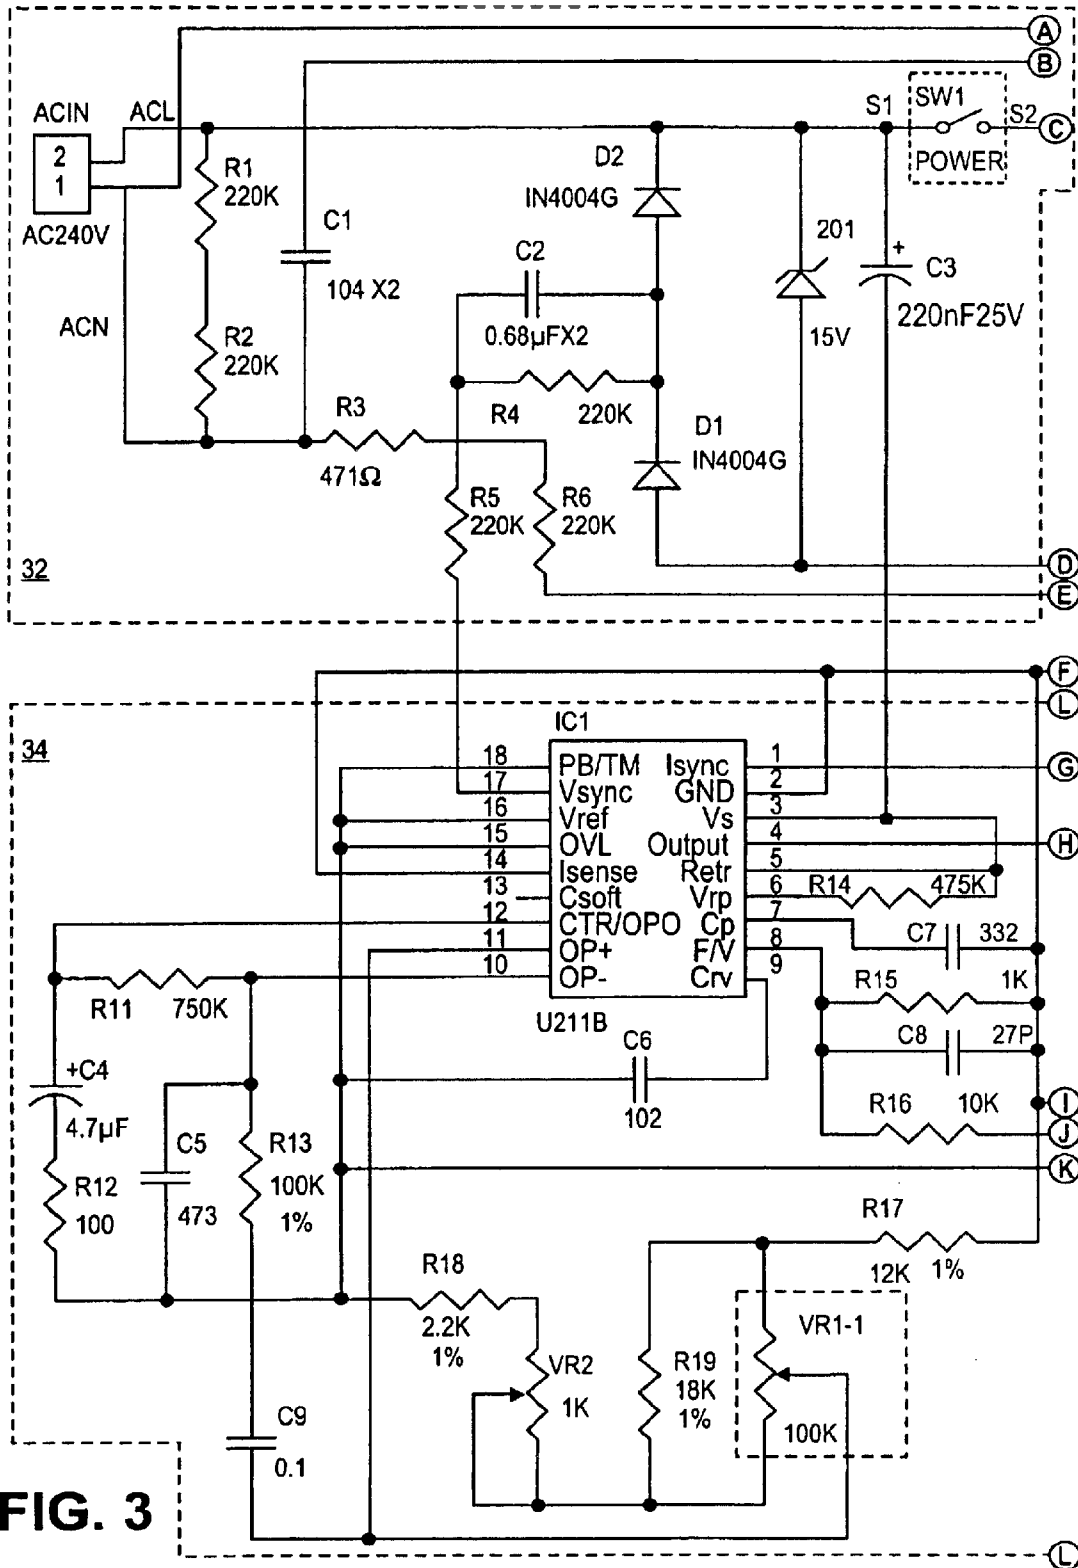 A
B
ACIN
ACL
S1
SW1
S2
C
2
1
R1
220K
D2
POWER
IN4004G
AC240V
C1
C2
201
C3
+
104 X2
220nF25V
ACN
0.68µFX2
15V
R2
220K
R3
R4
220K
D1
IN4004G
471Ω
R5
220K
R6
220K
32
D
E
F
L
34
IC1
18 PB/TM Isync 1
G
17 Vsync GND 2
16 Vref Vs 3
15 OVL Output 4
H
14 Isense Retr 5
13 Csoft Vrp 6
R14
475K
12 CTR/OPO Cp 7
11 OP+ F/V 8
C7
332
10 OP- Crv 9
R11
750K
R15
1K
U211B
C6
C8
27P
+C4
102
4.7µF
R16
10K
I
J
C5
R13
100K
1%
K
R12
100
473
R17
R18
12K
1%
2.2K
1%
VR1-1
VR2
1K
R19
18K
1%
C9
100K
0.1
FIG. 3
L